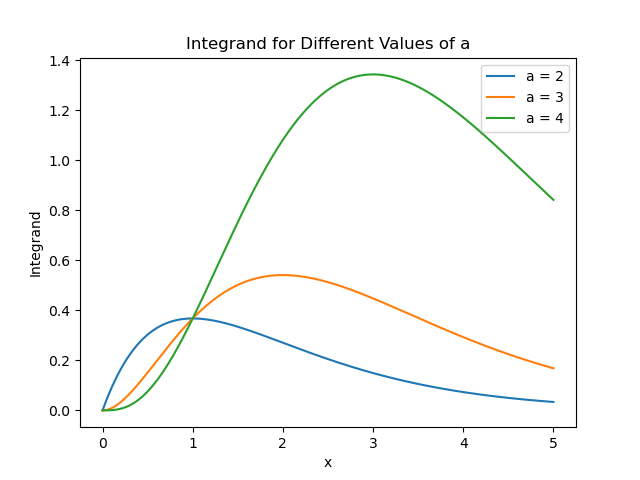 Integrand for Different Values of a
1.4
1.2
1.0
0.8
0.6
0.4
0.2
0.0
Integrand
a = 2
a = 3
a = 4
0 1 2 3 4 5
x